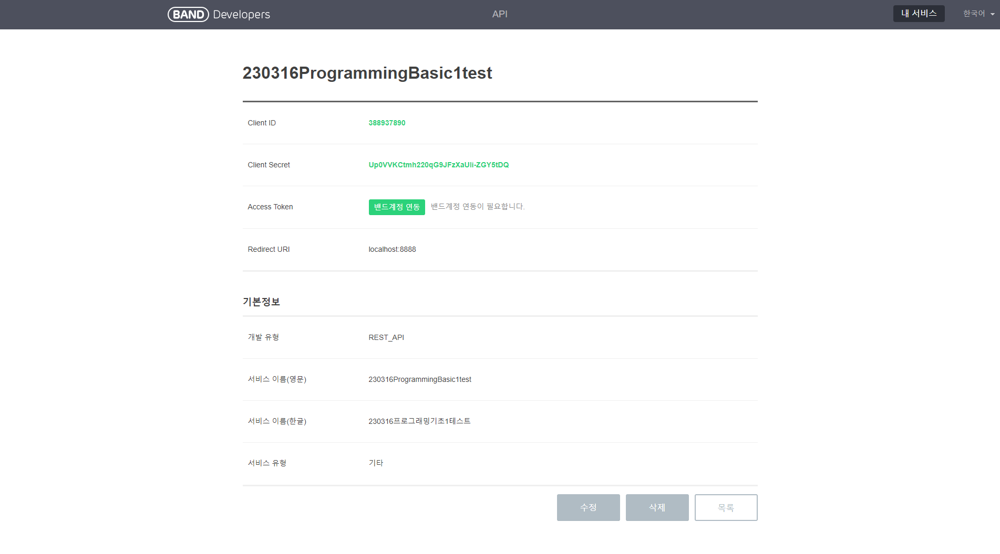 BAND Developers
API
내 서비스
한국어
230316ProgrammingBasic1test
Client ID
388937890
Client Secret
Up0VVKCtmh220qG9JFzXaUli-ZGY5tDQ
Access Token
밴드계정 연동
밴드계정 연동이 필요합니다.
Redirect URI
localhost:8888
기본정보
개발 유형
REST_API
서비스 이름(영문)
230316ProgrammingBasic1test
서비스 이름(한글)
230316프로그래밍기초1테스트
서비스 유형
기타
수정
삭제
목록